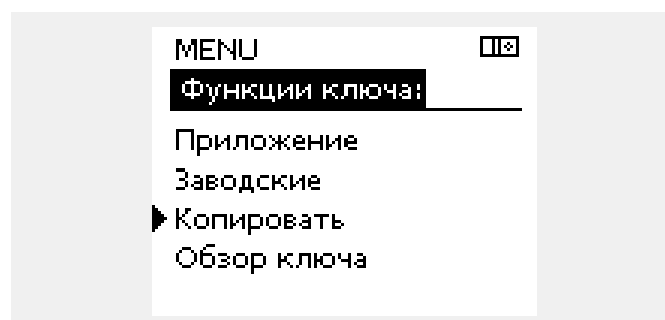 MENU
Функции ключа:
Приложение
Заводские
Копировать
Обзор ключа